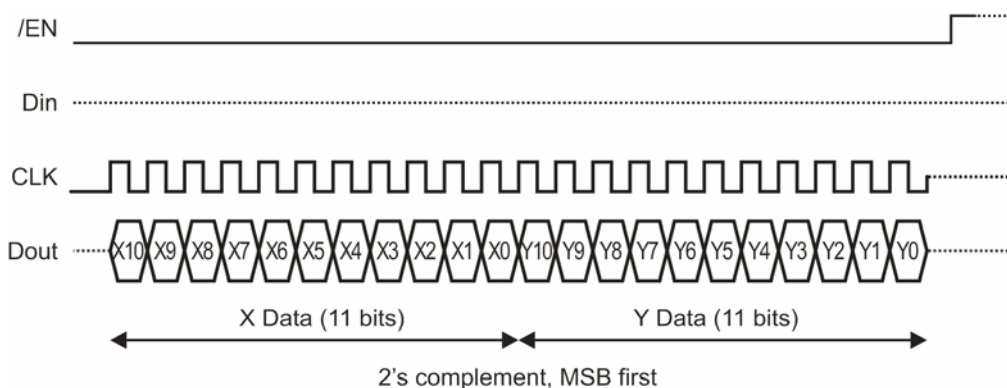 /EN
Din
CLK
Dout X10 X9 X8 X7 X6 X5 X4 X3 X2 X1 X0 Y10 Y9 Y8 Y7 Y6 Y5 Y4 Y3 Y2 Y1 Y0
X Data (11 bits) Y Data (11 bits)
2's complement, MSB first